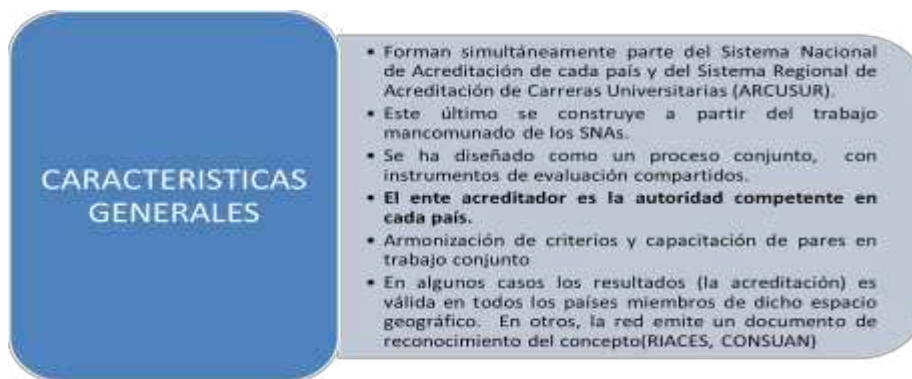 CARACTERISTICAS
GENERALES
• Forman simultáneamente parte del Sistema Nacional
de Acreditación de cada país y del Sistema Regional de
Acreditación de Carreras Universitarias (ARCUSUR).
• Este último se construye a partir del trabajo
mancomunado de los SNAs.
• Se ha diseñado como un proceso conjunto, con
instrumentos de evaluación compartidos.
• El ente acreditador es la autoridad competente en
cada país.
• Armonización de criterios y capacitación de pares en
trabajo conjunto
• En algunos casos los resultados (la acreditación) es
válida en todos los países miembros de dicho espacio
geográfico. En otros, la red emite un documento de
reconocimiento del concepto(RIACES, CONSUAN)